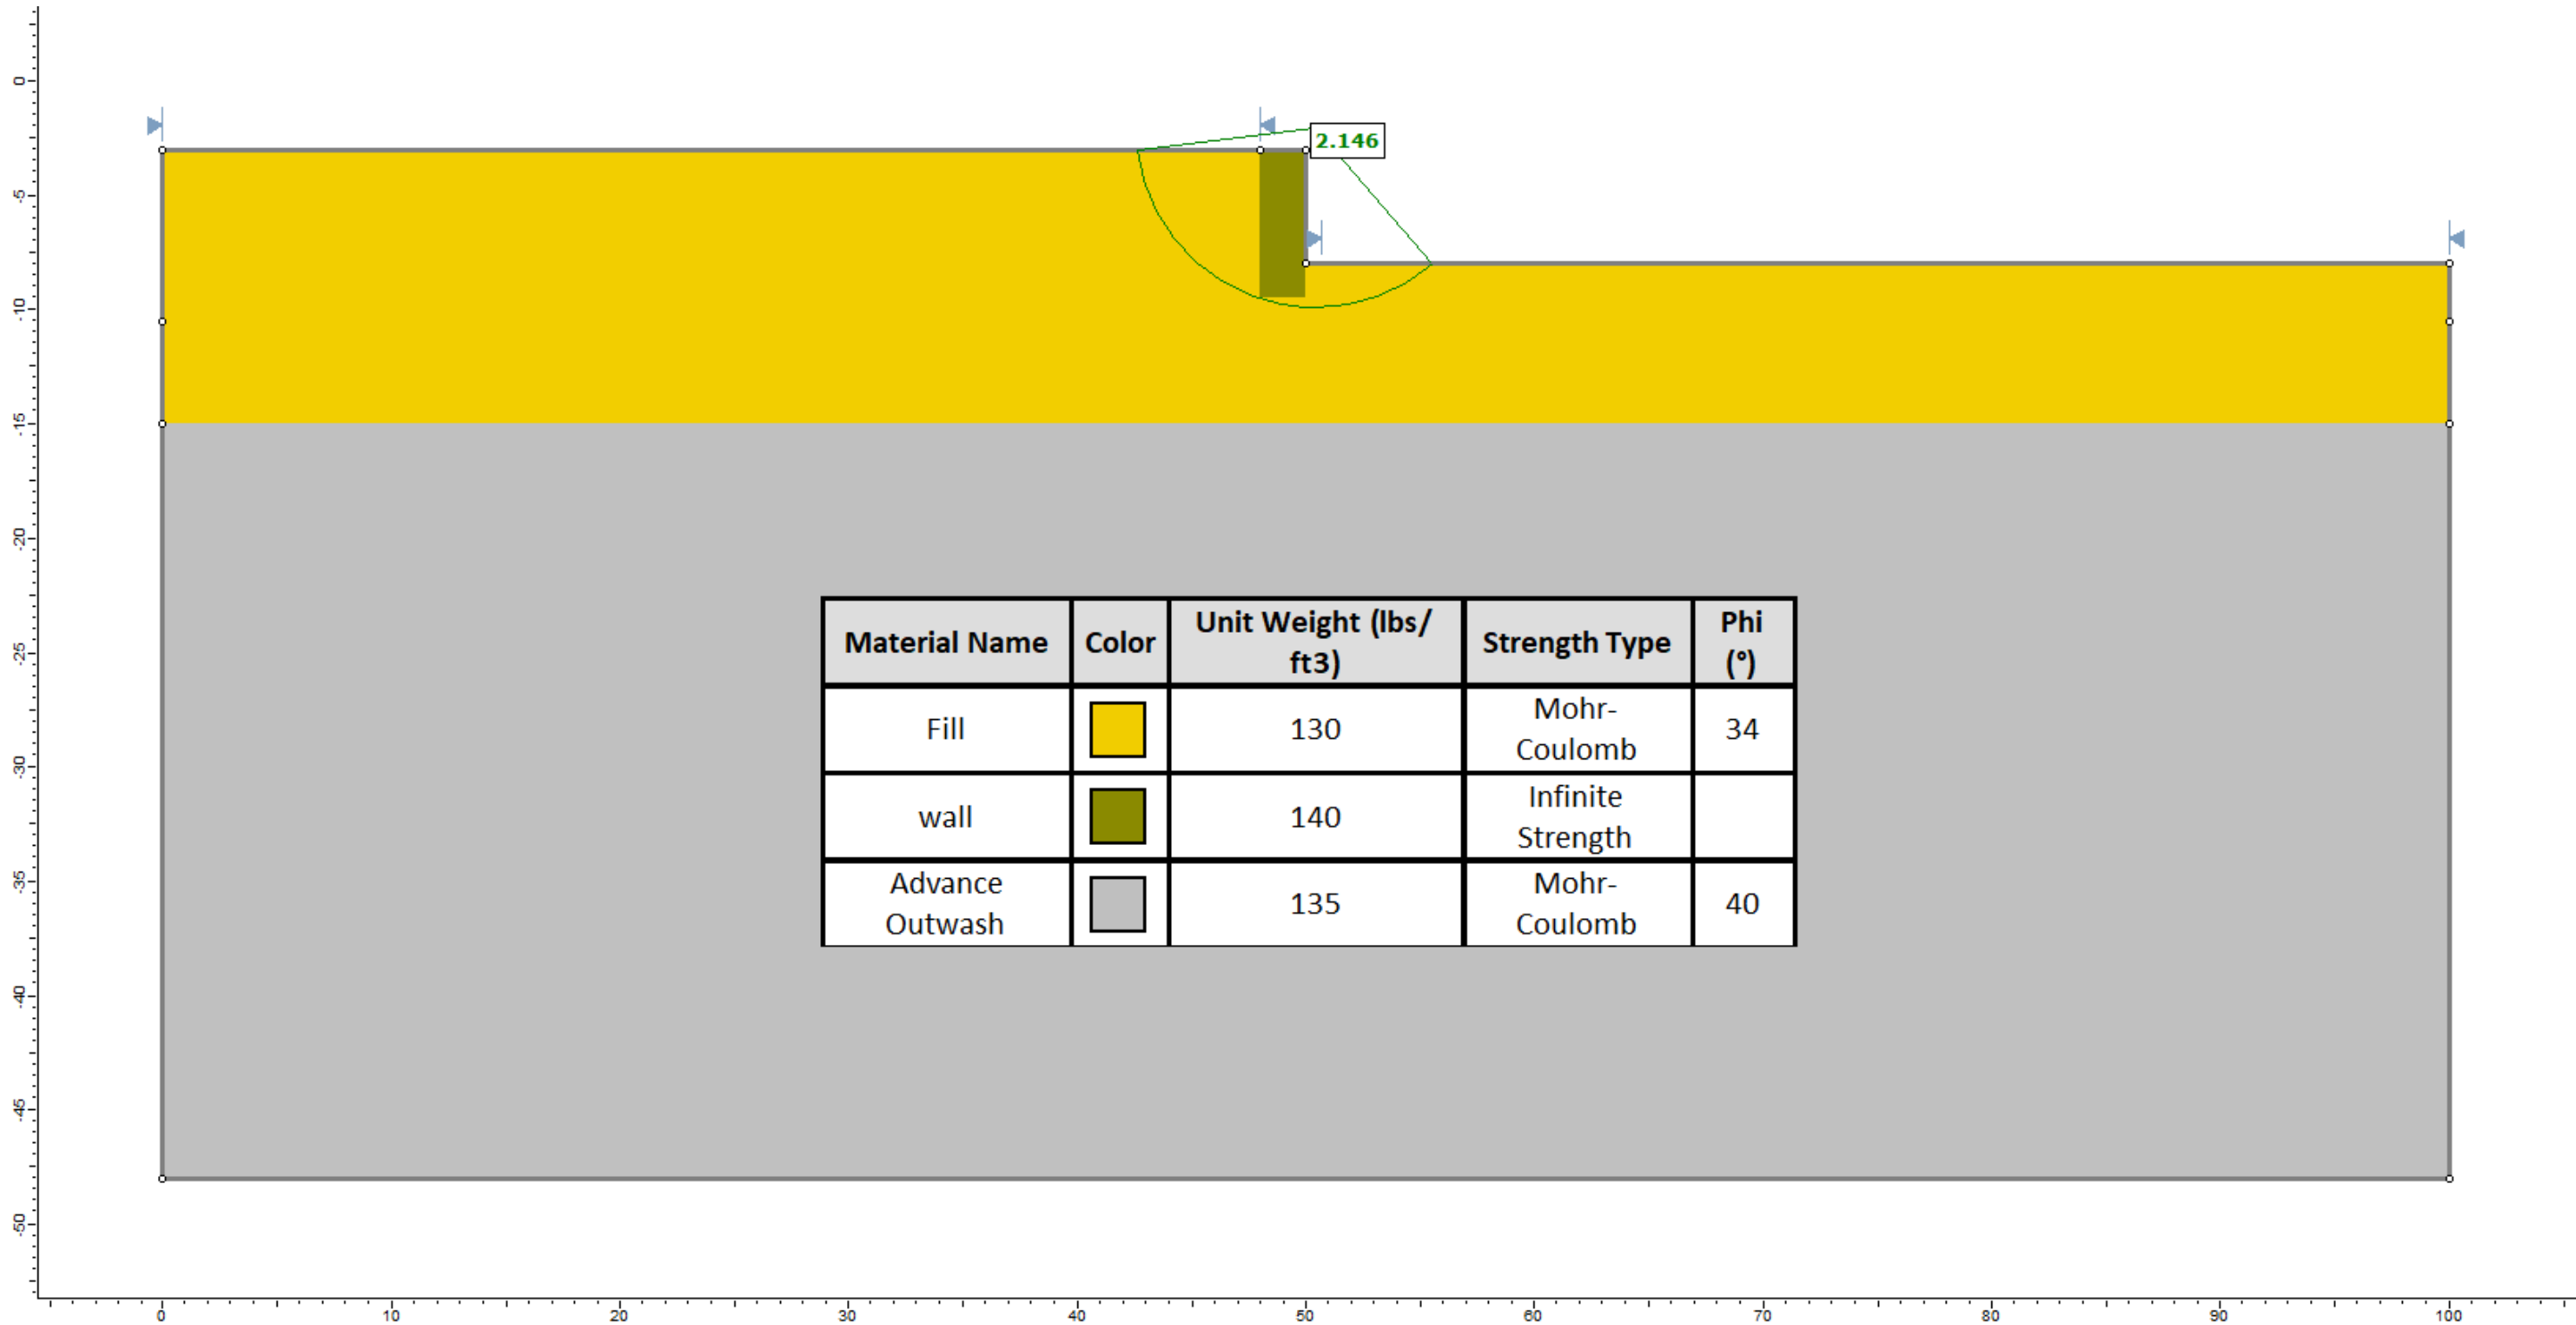 0
-5
-10
-15
-20
-25
-30
-35
-40
-45
-50
2.146
Material Name Color Unit Weight (lbs/ ft3) Strength Type Phi (°)
Fill 130 Mohr- Coulomb 34
wall 140 Infinite Strength
Advance Outwash 135 Mohr- Coulomb 40
0 10 20 30 40 50 60 70 80 90 100